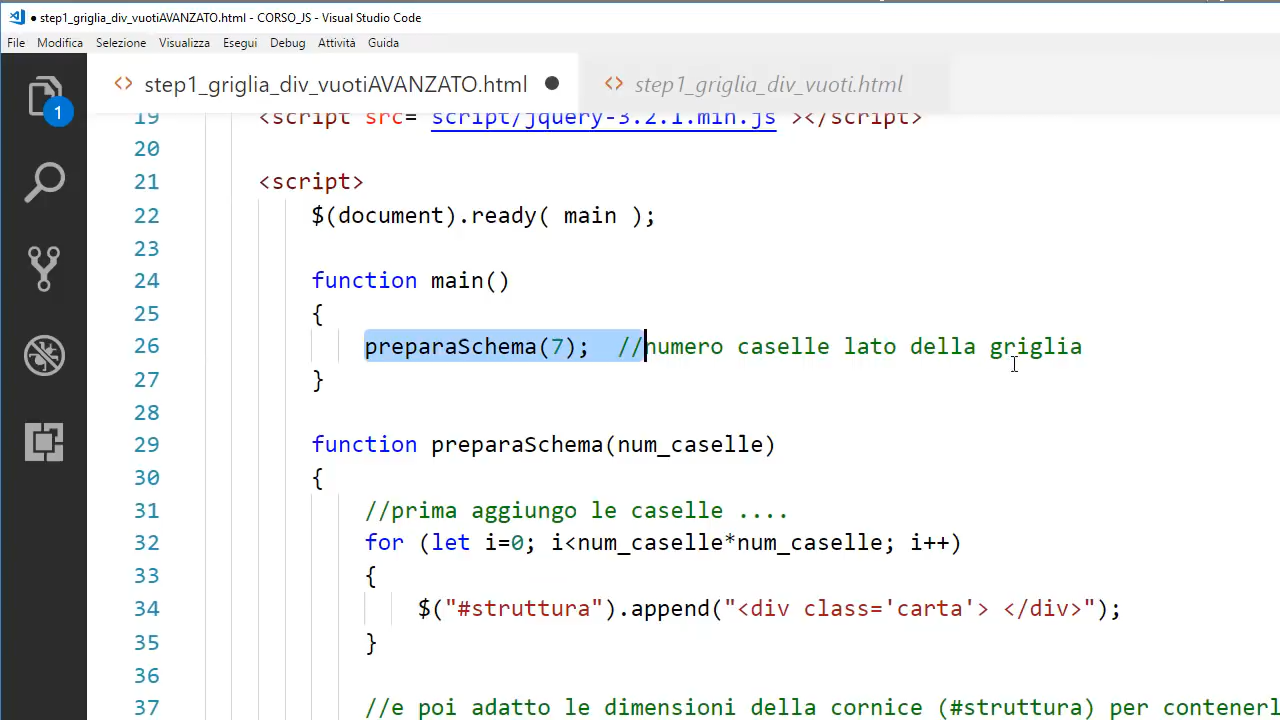 ● step1_griglia_div_vuotiAVANZATO.html - CORSO_JS - Visual Studio Code
File Modifica Selezione Visualizza Esegui Debug Attività Guida
<> step1_griglia_div_vuotiAVANZATO.html ● <> step1_griglia_div_vuoti.html
1
19 <script src= script/jquery-3.2.1.min.js ></script>
20
21 <script>
22 $(document).ready( main );
23
24 function main()
25 {
26 preparaSchema(7); //numero caselle lato della griglia
27 }
28
29 function preparaSchema(num_caselle)
30 {
31 //prima aggiungo le caselle ....
32 for (let i=0; i<num_caselle*num_caselle; i++)
33 {
34 $("#struttura").append("<div class='carta'> </div>");
35 }
36
37 //e poi adatto le dimensioni della cornice (#struttura) per contenerl